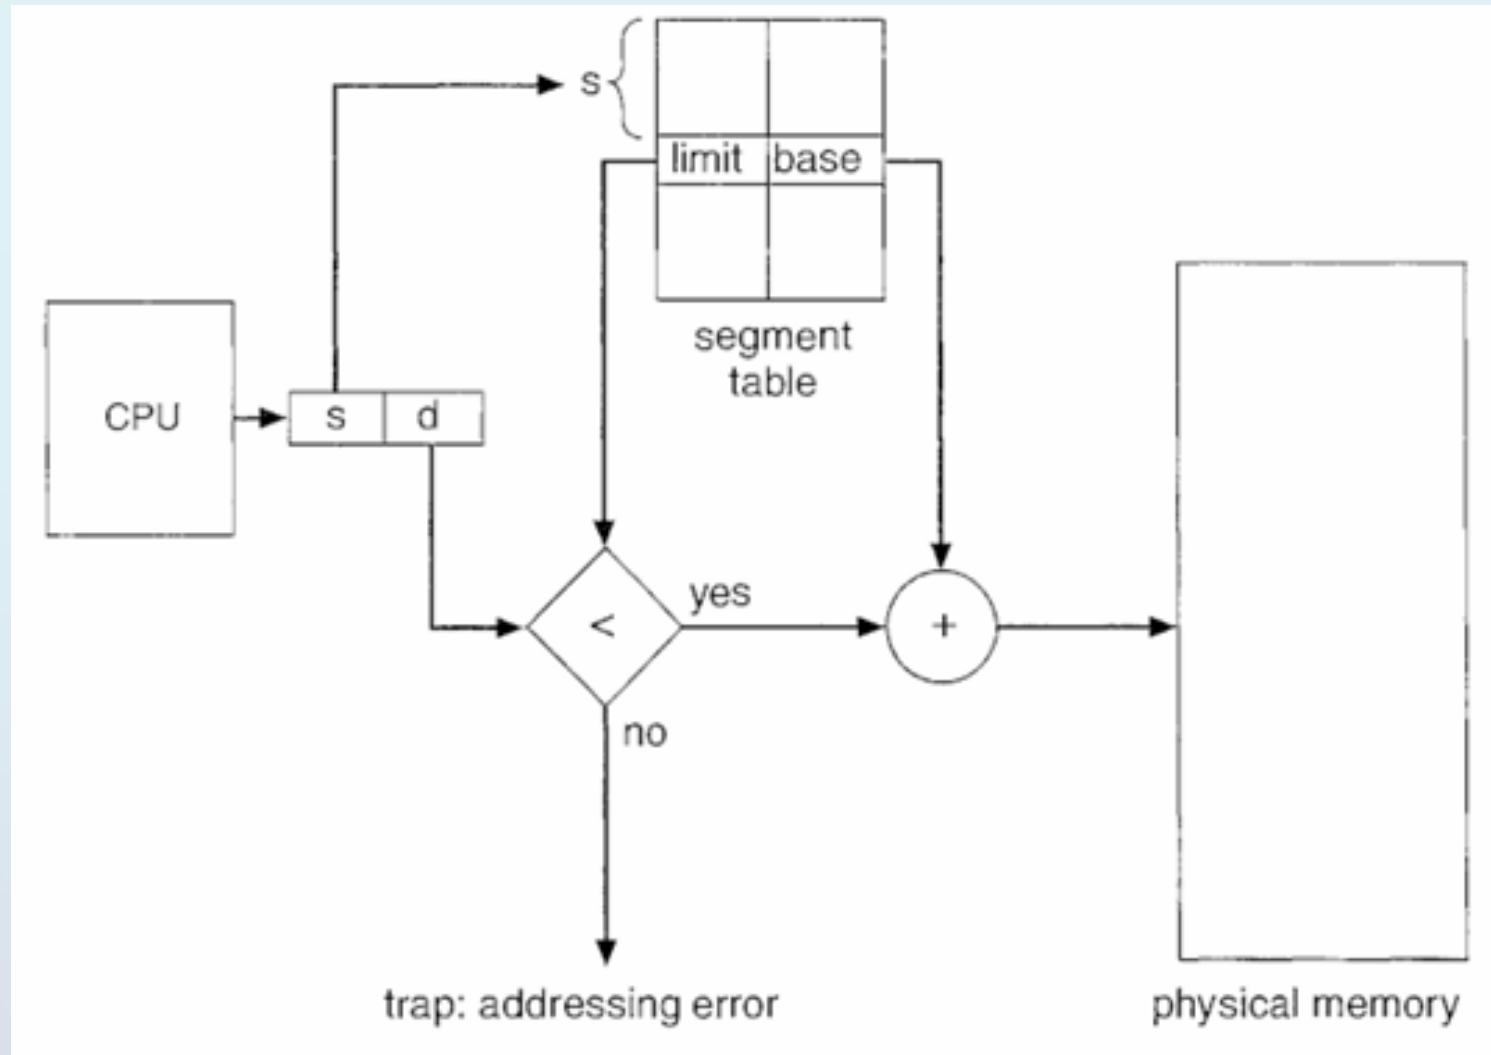 s
limit base
segment
table
CPU
s d
<
yes
+
no
trap: addressing error
physical memory